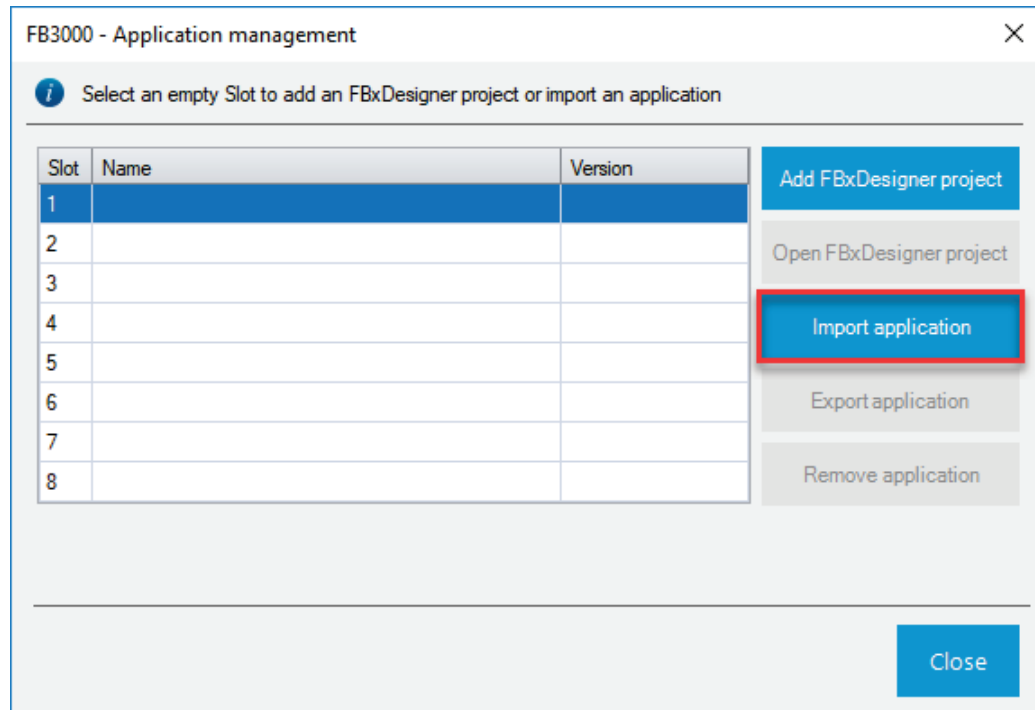 FB3000 - Application management
Select an empty Slot to add an FBxDesigner project or import an application
Slot Name Version
1
2
3
4
5
6
7
8
Add FBxDesigner project
Open FBxDesigner project
Import application
Export application
Remove application
Close